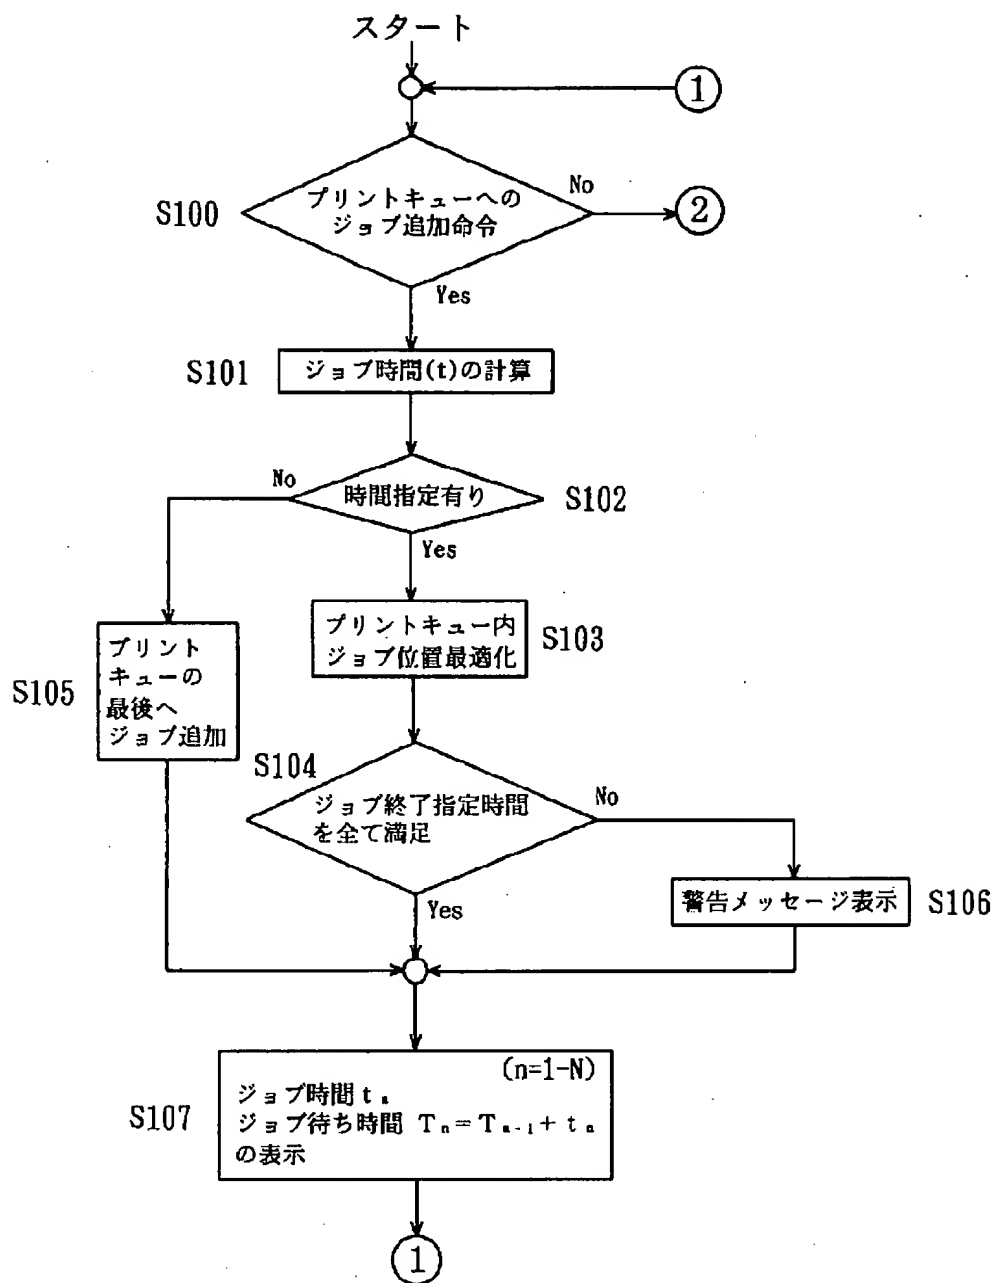 スタート
①
S100
プリントキューへの
ジョブ追加命令
No
②
Yes
S101
ジョブ時間(t)の計算
No
時間指定有り
S102
Yes
プリントキュー内
ジョブ位置最適化
S103
S105
プリント
キューの
最後へ
ジョブ追加
S104
ジョブ終了指定時間
を全て満足
No
Yes
警告メッセージ表示
S106
S107
(n=1-N)
ジョブ時間 tₙ
ジョブ待ち時間 Tₙ=Tₙ₋₁+tₙ
の表示
①